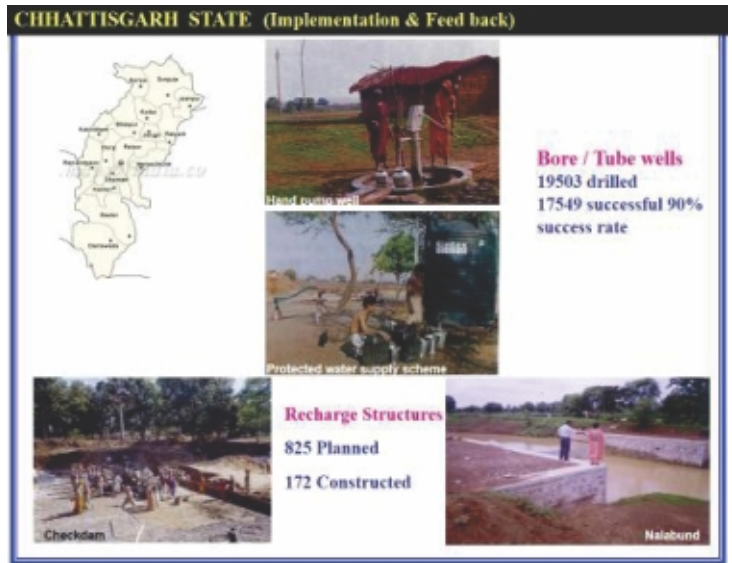 CHHATTISGARH STATE (Implementation & Feed back)
Hand pump well
Bore / Tube wells
19503 drilled
17549 successful 90%
success rate
Protected water supply scheme
Recharge Structures
825 Planned
172 Constructed
Checkdam
Nalabund